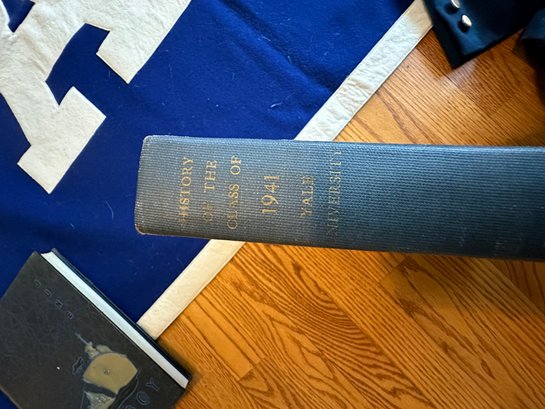 HISTORY
OF THE
CLASS OF
1941
YALE
UNIVERSITY